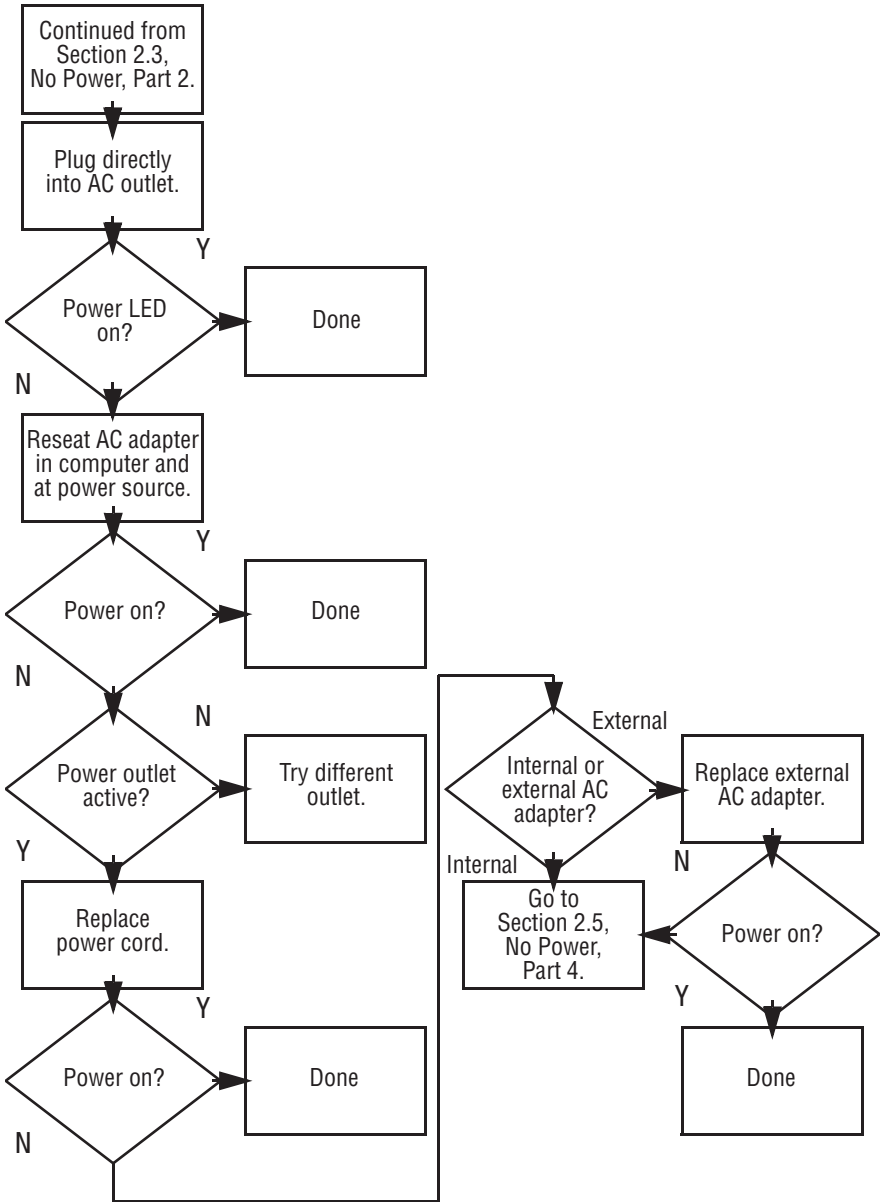 Continued from
Section 2.3,
No Power, Part 2.
Plug directly
into AC outlet.
Y
Power LED
on?
Done
N
Reseat AC adapter
in computer and
at power source.
Y
Power on?
Done
N
N
Power outlet
active?
Try different
outlet.
Y
Replace
power cord.
Y
Power on?
Done
N
External
Internal or
external AC
adapter?
Replace external
AC adapter.
Internal
N
Go to
Section 2.5,
No Power,
Part 4.
Power on?
Y
Done